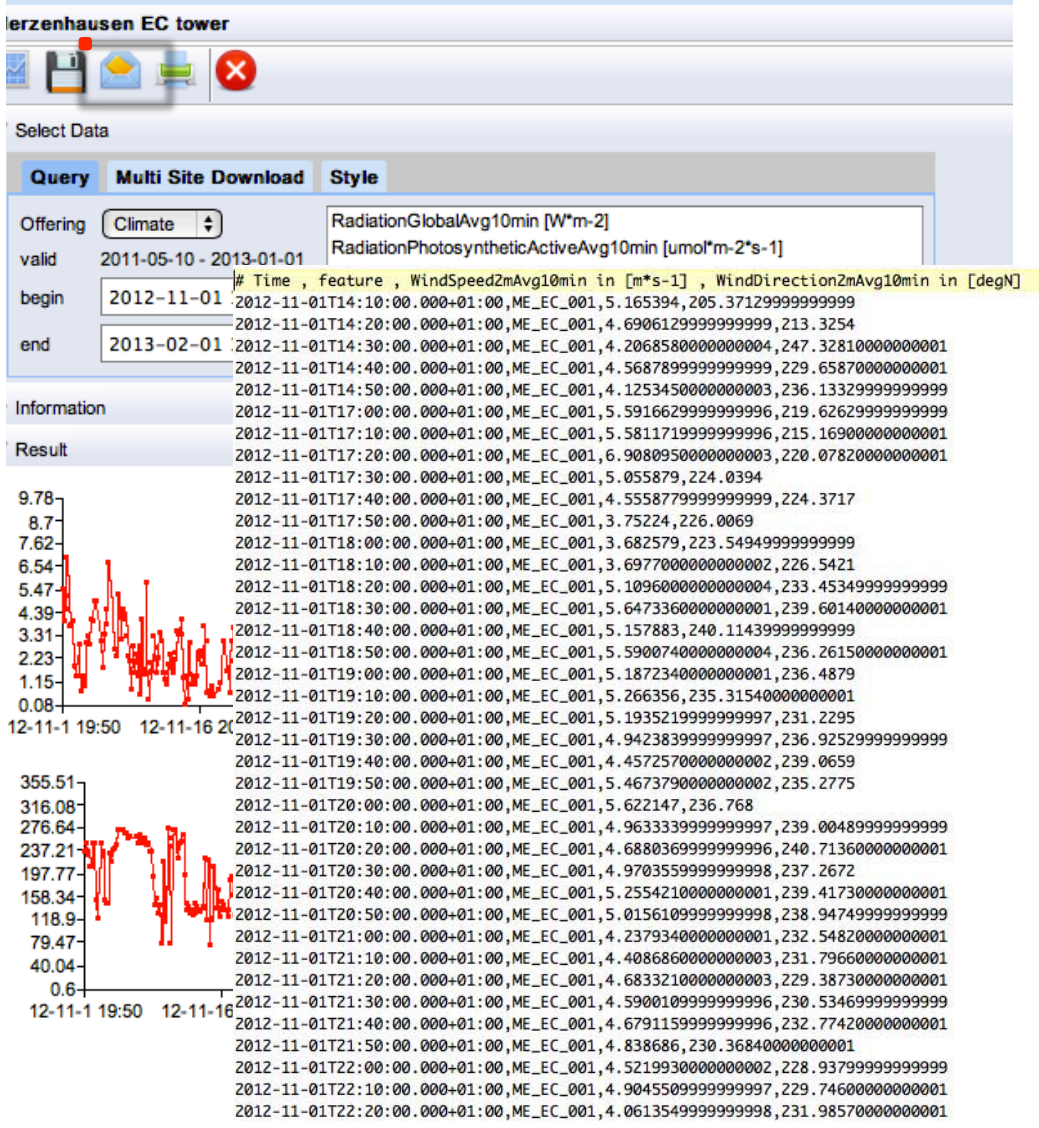 lerzenhausen EC tower
Select Data
Query Multi Site Download Style
Offering Climate
RadiationGlobalAvg10min [W*m-2]
RadiationPhotosyntheticActiveAvg10min [umol*m-2*s-1]
valid 2011-05-10 - 2013-01-01
begin 2012-11-01
end 2013-02-01
Information
Result
9.78
8.7
7.62
6.54
5.47
4.39
3.31
2.23
1.15
0.08
12-11-1 19:50 12-11-16 20
355.51
316.08
276.64
237.21
197.77
158.34
118.9
79.47
40.04
0.6
12-11-1 19:50 12-11-16
# Time , feature , WindSpeed2mAvg10min in [m*s-1] , WindDirection2mAvg10min in [degN]
2012-11-01T14:10:00.000+01:00,ME_EC_001,5.165394,205.37129999999999
2012-11-01T14:20:00.000+01:00,ME_EC_001,4.6906129999999999,213.3254
2012-11-01T14:30:00.000+01:00,ME_EC_001,4.2068580000000004,247.32810000000001
2012-11-01T14:40:00.000+01:00,ME_EC_001,4.5687899999999999,229.65870000000001
2012-11-01T14:50:00.000+01:00,ME_EC_001,4.1253450000000003,236.13329999999999
2012-11-01T17:00:00.000+01:00,ME_EC_001,5.5916629999999996,219.62629999999999
2012-11-01T17:10:00.000+01:00,ME_EC_001,5.5811719999999996,215.16900000000001
2012-11-01T17:20:00.000+01:00,ME_EC_001,6.9080950000000003,220.07820000000001
2012-11-01T17:30:00.000+01:00,ME_EC_001,5.055879,224.0394
2012-11-01T17:40:00.000+01:00,ME_EC_001,4.5558779999999999,224.3717
2012-11-01T17:50:00.000+01:00,ME_EC_001,3.75224,226.0069
2012-11-01T18:00:00.000+01:00,ME_EC_001,3.682579,223.54949999999999
2012-11-01T18:10:00.000+01:00,ME_EC_001,3.6977000000000002,226.5421
2012-11-01T18:20:00.000+01:00,ME_EC_001,5.1096000000000004,233.45349999999999
2012-11-01T18:30:00.000+01:00,ME_EC_001,5.6473360000000001,239.60140000000001
2012-11-01T18:40:00.000+01:00,ME_EC_001,5.157883,240.11439999999999
2012-11-01T18:50:00.000+01:00,ME_EC_001,5.5900740000000004,236.26150000000001
2012-11-01T19:00:00.000+01:00,ME_EC_001,5.1872340000000001,236.4879
2012-11-01T19:10:00.000+01:00,ME_EC_001,5.266356,235.31540000000001
2012-11-01T19:20:00.000+01:00,ME_EC_001,5.1935219999999997,231.2295
2012-11-01T19:30:00.000+01:00,ME_EC_001,4.9423839999999997,236.92529999999999
2012-11-01T19:40:00.000+01:00,ME_EC_001,4.4572570000000002,239.0659
2012-11-01T19:50:00.000+01:00,ME_EC_001,5.4673790000000002,235.2775
2012-11-01T20:00:00.000+01:00,ME_EC_001,5.622147,236.768
2012-11-01T20:10:00.000+01:00,ME_EC_001,4.9633339999999997,239.00489999999999
2012-11-01T20:20:00.000+01:00,ME_EC_001,4.6880369999999996,240.71360000000001
2012-11-01T20:30:00.000+01:00,ME_EC_001,4.9703559999999998,237.2672
2012-11-01T20:40:00.000+01:00,ME_EC_001,5.2554210000000001,239.41730000000001
2012-11-01T20:50:00.000+01:00,ME_EC_001,5.0156109999999998,238.94749999999999
2012-11-01T21:00:00.000+01:00,ME_EC_001,4.2379340000000001,232.54820000000001
2012-11-01T21:10:00.000+01:00,ME_EC_001,4.4086860000000003,231.79660000000001
2012-11-01T21:20:00.000+01:00,ME_EC_001,4.6833210000000003,229.38730000000001
2012-11-01T21:30:00.000+01:00,ME_EC_001,4.5900109999999996,230.53469999999999
2012-11-01T21:40:00.000+01:00,ME_EC_001,4.6791159999999996,232.77420000000001
2012-11-01T21:50:00.000+01:00,ME_EC_001,4.838686,230.36840000000001
2012-11-01T22:00:00.000+01:00,ME_EC_001,4.5219930000000002,228.93799999999999
2012-11-01T22:10:00.000+01:00,ME_EC_001,4.9045509999999997,229.74600000000001
2012-11-01T22:20:00.000+01:00,ME_EC_001,4.0613549999999998,231.98570000000001